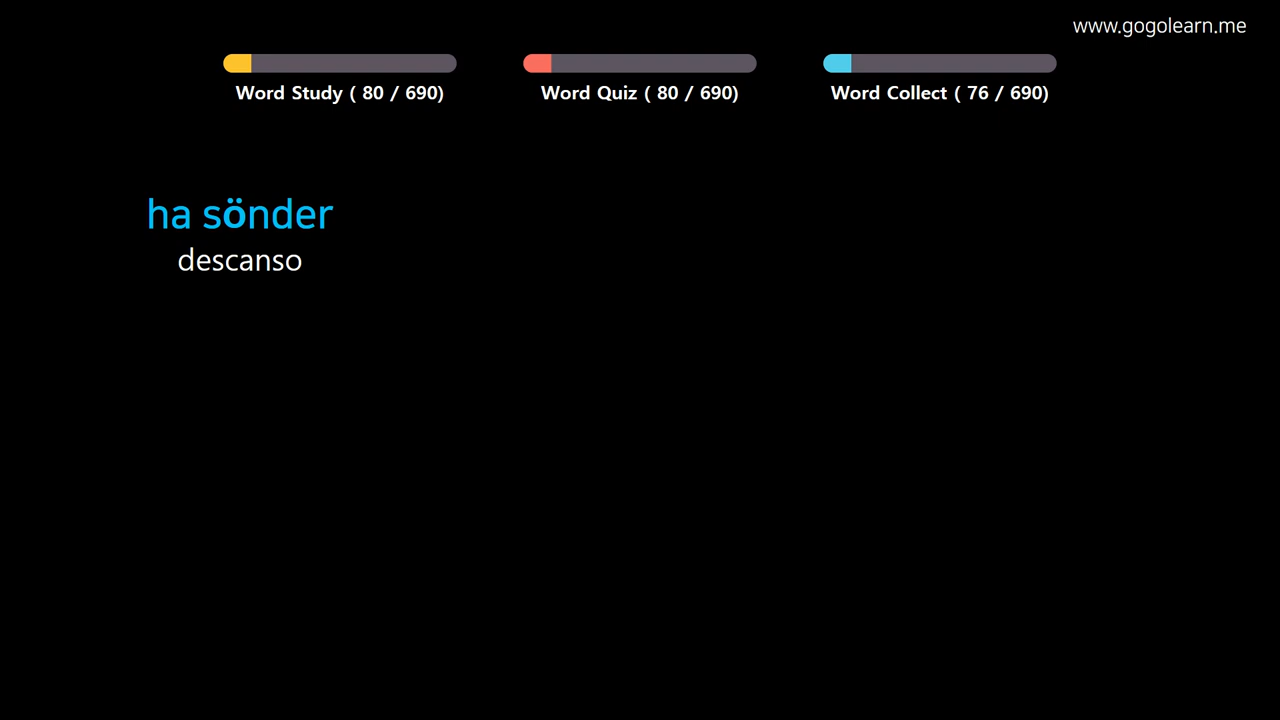 www.gogolearn.me
Word Study ( 80 / 690)
Word Quiz ( 80 / 690)
Word Collect ( 76 / 690)
ha sönder
descanso